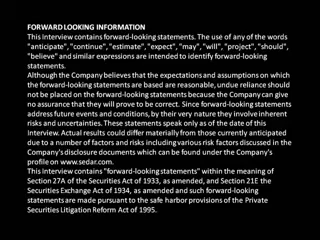 FORWARD LOOKING INFORMATION
This Interview contains forward-looking statements. The use of any of the words
"anticipate", "continue", "estimate", "expect", "may", "will", "project", "should",
"believe" and similar expressions are intended to identify forward-looking
statements.
Although the Company believes that the expectations and assumptions on which
the forward-looking statements are based are reasonable, undue reliance should
not be placed on the forward-looking statements because the Company can give
no assurance that they will prove to be correct. Since forward-looking statements
address future events and conditions, by their very nature they involve inherent
risks and uncertainties. These statements speak only as of the date of this
Interview. Actual results could differ materially from those currently anticipated
due to a number of factors and risks including various risk factors discussed in the
Company's disclosure documents which can be found under the Company's
profile on www.sedar.com.
This Interview contains "forward-looking statements" within the meaning of
Section 27A of the Securities Act of 1933, as amended, and Section 21E the
Securities Exchange Act of 1934, as amended and such forward-looking
statements are made pursuant to the safe harbor provisions of the Private
Securities Litigation Reform Act of 1995.